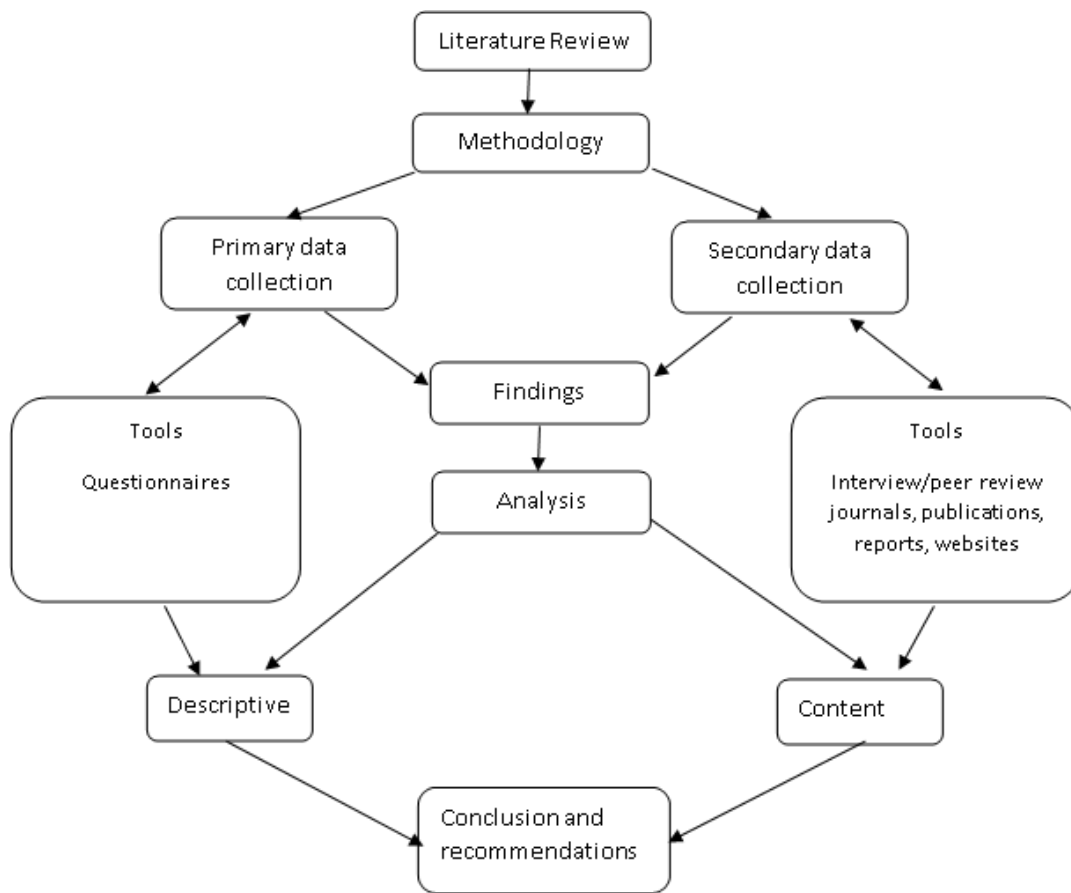 Literature Review
Methodology
Primary data
collection
Secondary data
collection
Findings
Tools
Questionnaires
Analysis
Tools
Interview/peer review
journals, publications,
reports, websites
Descriptive
Content
Conclusion and
recommendations